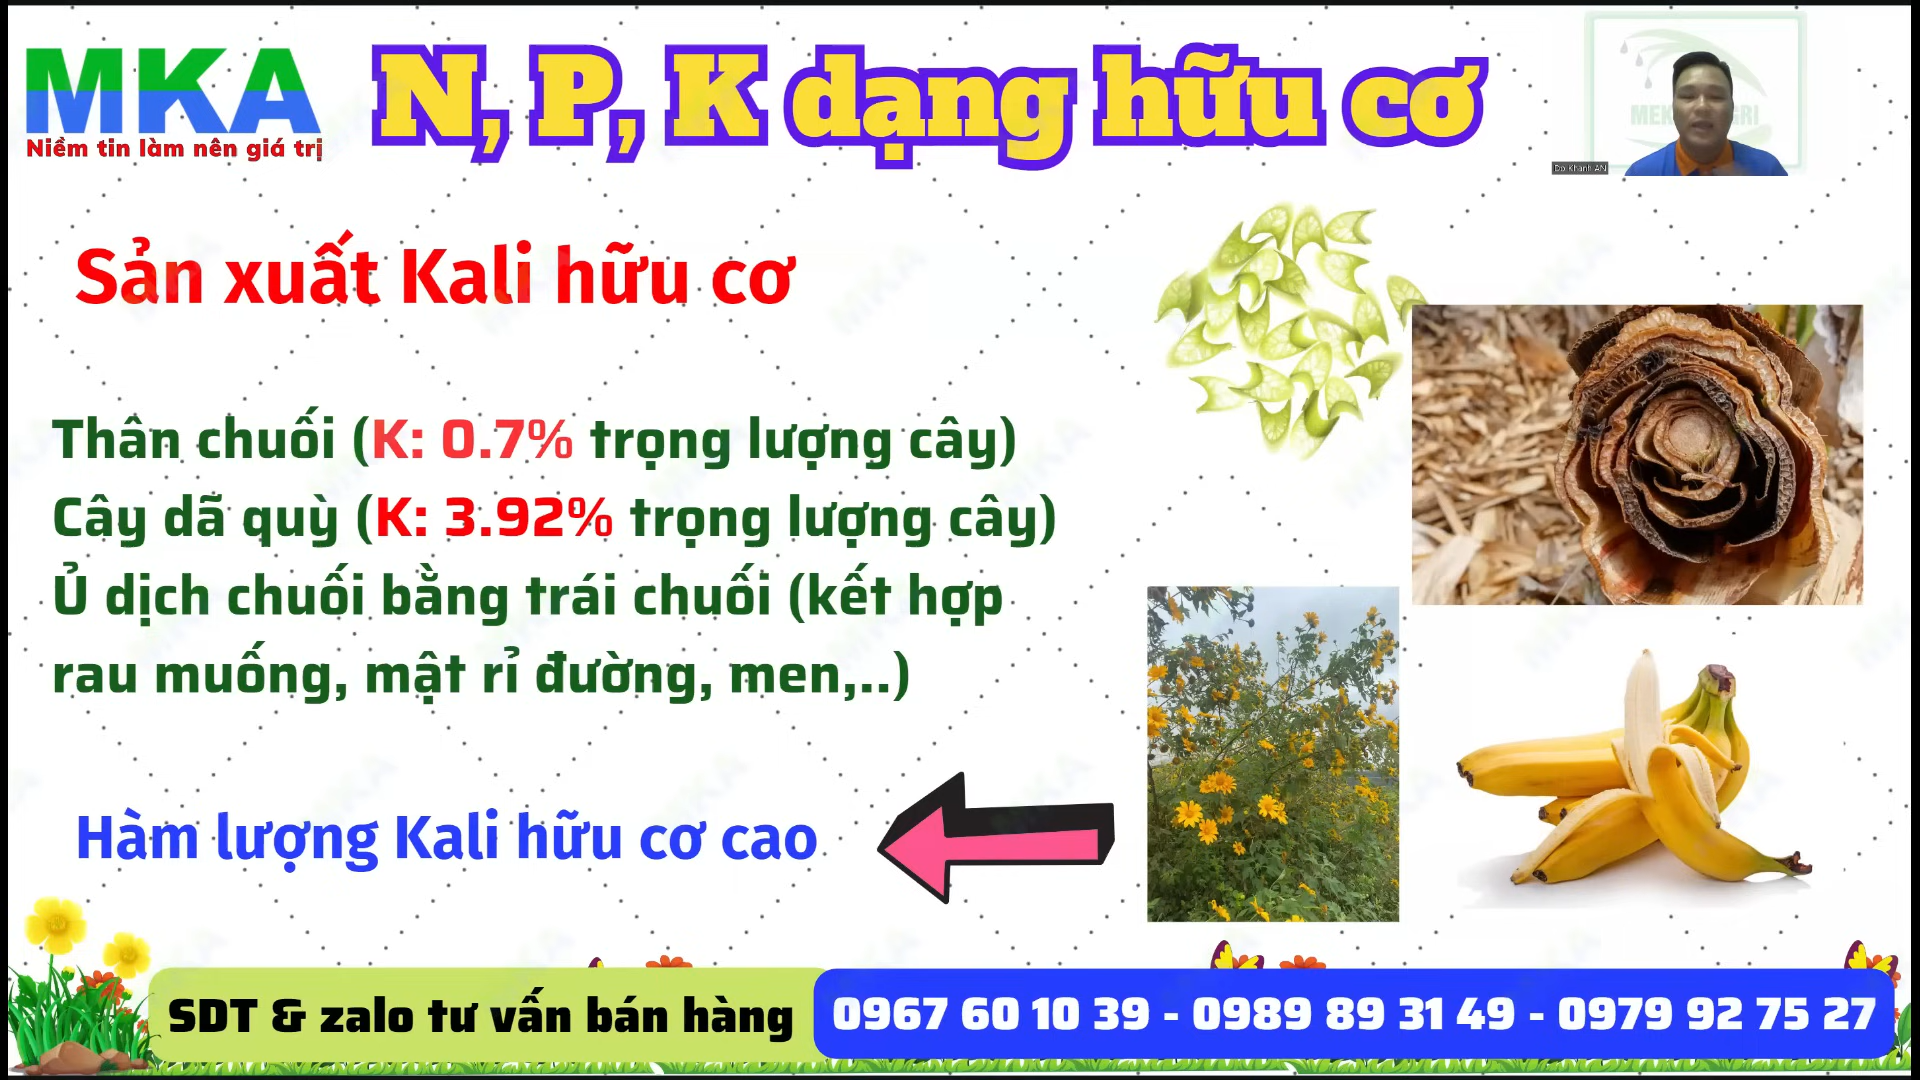 MKA
Niềm tin làm nên giá trị
N, P, K dạng hữu cơ
Do Khanh AN
Sản xuất Kali hữu cơ
Thân chuối (K: 0.7% trọng lượng cây)
Cây dã quỳ (K: 3.92% trọng lượng cây)
Ủ dịch chuối bằng trái chuối (kết hợp
rau muống, mật rỉ đường, men,..)
Hàm lượng Kali hữu cơ cao
SDT & zalo tư vấn bán hàng
0967 60 10 39 - 0989 89 31 49 - 0979 92 75 27